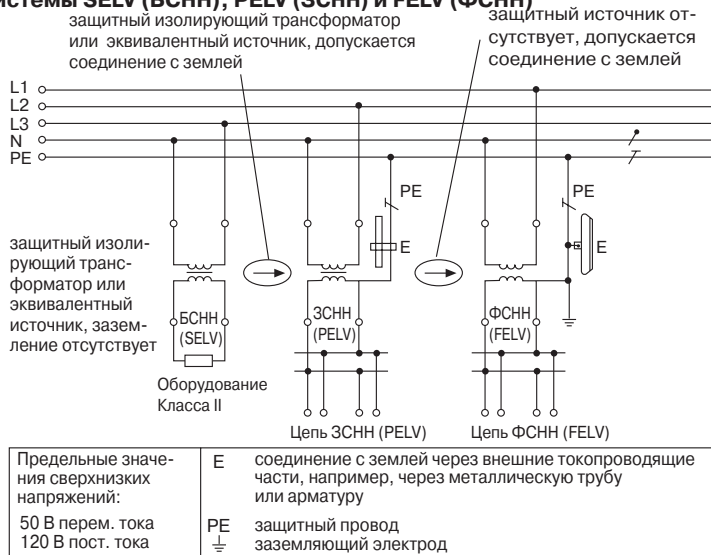 истемы SELV (БСНН), PELV (ЗСНН) и FELV (ФСНН)
защитный изолирующий трансформатор
или эквивалентный источник, допускается
соединение с землей
защитный источник от-
сутствует, допускается
соединение с землей
L1
L2
L3
N
PE
PE
E
PE
E
защитный изоли-
рующий транс-
форматор или
эквивалентный
источник, зазем-
ление отсутствует
БСНН
(SELV)
ЗСНН
(PELV)
ФСНН
(FELV)
Оборудование
Класса II
Цепь ЗСНН (PELV)
Цепь ФСНН (FELV)
Предельные значе-
ния сверхнизких
напряжений:
50 В перем. тока
120 В пост. тока
E соединение с землей через внешние токопроводящие
части, например, через металлическую трубу
или арматуру
PE защитный провод
заземляющий электрод